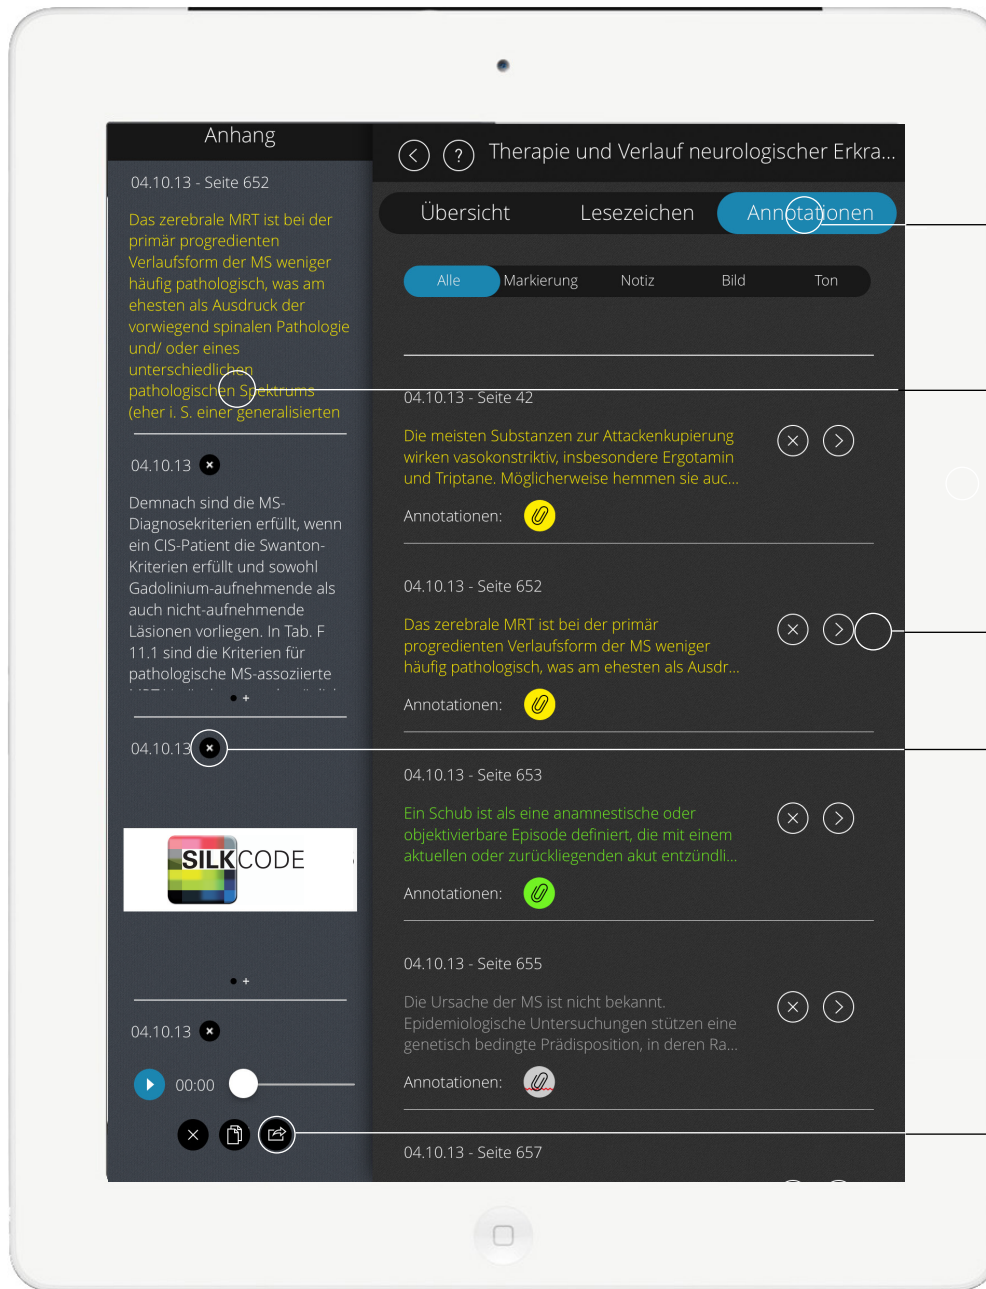 Anhang
04.10.13 - Seite 652
Das zerebrale MRT ist bei der
primär progredienten
Verlaufsform der MS weniger
häufig pathologisch, was am
ehesten als Ausdruck der
vorwiegend spinalen Pathologie
und/ oder eines
unterschiedlichen
pathologischen Spektrums
(eher i. S. einer generalisierten
04.10.13
Demnach sind die MS-
Diagnosekriterien erfüllt, wenn
ein CIS-Patient die Swanton-
Kriterien erfüllt und sowohl
Gadolinium-aufnehmende als
auch nicht-aufnehmende
Läsionen vorliegen. In Tab. F
11.1 sind die Kriterien für
pathologische MS-assoziierte
04.10.13
SILKCODE
04.10.13
00:00
? Therapie und Verlauf neurologischer Erkra...
Übersicht Lesezeichen Annotationen
Alle Markierung Notiz Bild Ton
04.10.13 - Seite 42
Die meisten Substanzen zur Attackenkupierung
wirken vasokonstriktiv, insbesondere Ergotamin
und Triptane. Möglicherweise hemmen sie auc...
Annotationen:
04.10.13 - Seite 652
Das zerebrale MRT ist bei der primär
progredienten Verlaufsform der MS weniger
häufig pathologisch, was am ehesten als Ausdr...
Annotationen:
04.10.13 - Seite 653
Ein Schub ist als eine anamnestische oder
objektivierbare Episode definiert, die mit einem
aktuellen oder zurückliegenden akut entzündli...
Annotationen:
04.10.13 - Seite 655
Die Ursache der MS ist nicht bekannt.
Epidemiologische Untersuchungen stützen eine
genetisch bedingte Prädisposition, in deren Ra...
Annotationen:
04.10.13 - Seite 657